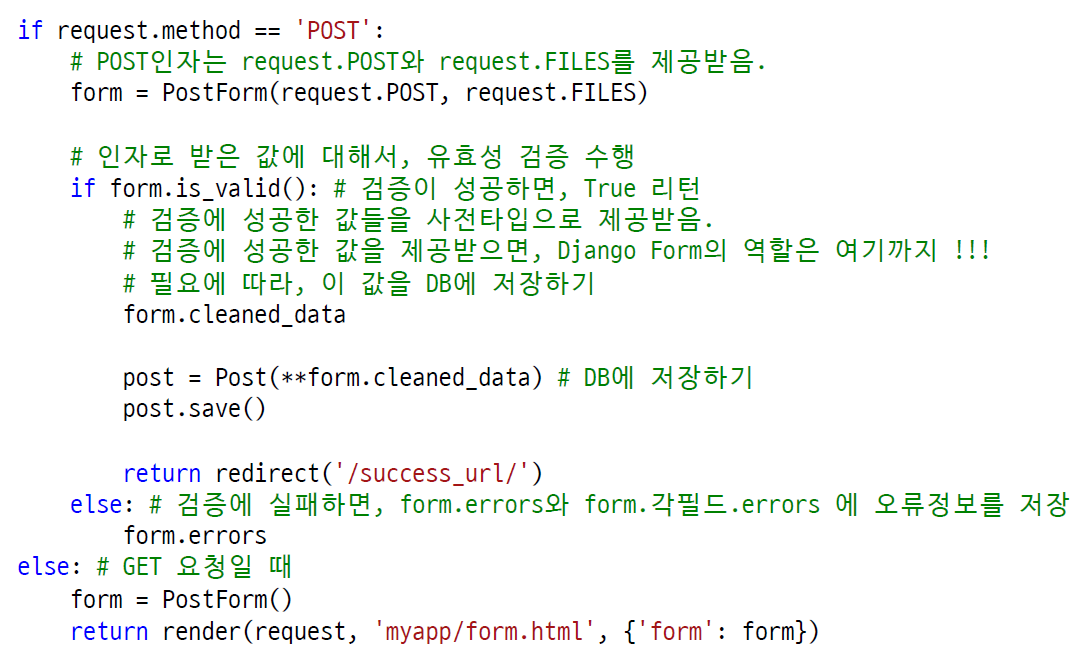 if request.method == 'POST':
    # POST인자는 request.POST와 request.FILES를 제공받음.
    form = PostForm(request.POST, request.FILES)

    # 인자로 받은 값에 대해서, 유효성 검증 수행
    if form.is_valid(): # 검증이 성공하면, True 리턴
        # 검증에 성공한 값들을 사전타입으로 제공받음.
        # 검증에 성공한 값을 제공받으면, Django Form의 역할은 여기까지 !!!
        # 필요에 따라, 이 값을 DB에 저장하기
        form.cleaned_data

        post = Post(**form.cleaned_data) # DB에 저장하기
        post.save()

        return redirect('/success_url/')
    else: # 검증에 실패하면, form.errors와 form.각필드.errors 에 오류정보를 저장
        form.errors
else: # GET 요청일 때
    form = PostForm()
    return render(request, 'myapp/form.html', {'form': form})